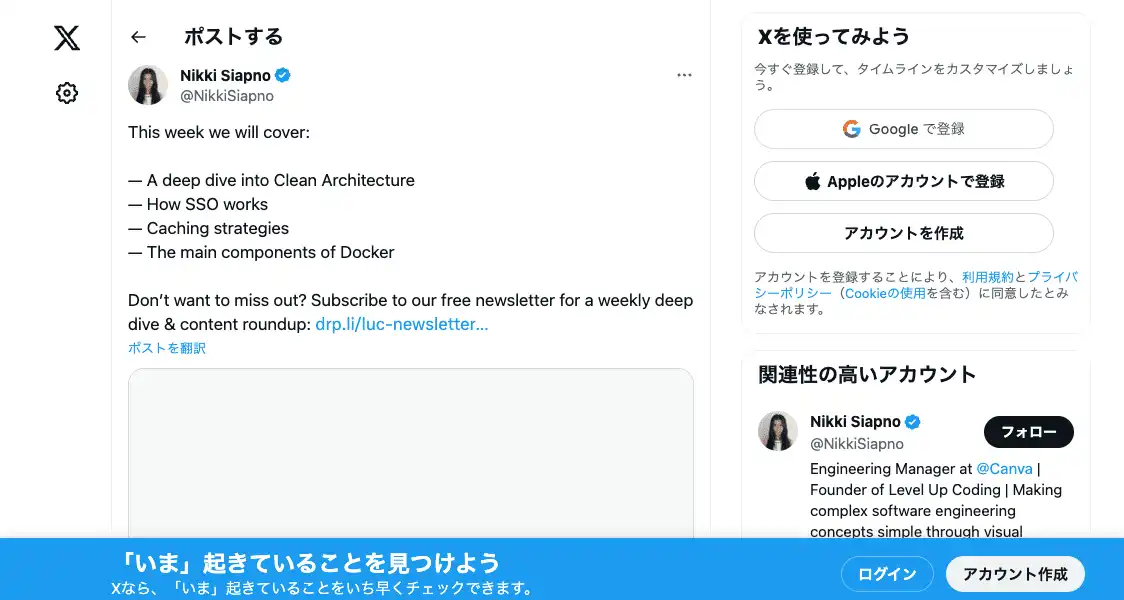 ポストする
Nikki Siapno
@NikkiSiapno
This week we will cover:
— A deep dive into Clean Architecture
— How SSO works
— Caching strategies
— The main components of Docker
Don’t want to miss out? Subscribe to our free newsletter for a weekly deep
dive & content roundup: drp.li/luc-newsletter…
ポストを翻訳
Xを使ってみよう
今すぐ登録して、タイムラインをカスタマイズしましょ
う。
Google で登録
Appleのアカウントで登録
アカウントを作成
アカウントを登録することにより、利用規約とプライバ
シーポリシー（Cookieの使用を含む）に同意したとみ
なされます。
関連性の高いアカウント
Nikki Siapno
@NikkiSiapno
フォロー
Engineering Manager at @Canva |
Founder of Level Up Coding | Making
complex software engineering
concepts simple through visual
「いま」起きていることを見つけよう
Xなら、「いま」起きていることをいち早くチェックできます。
ログイン
アカウント作成